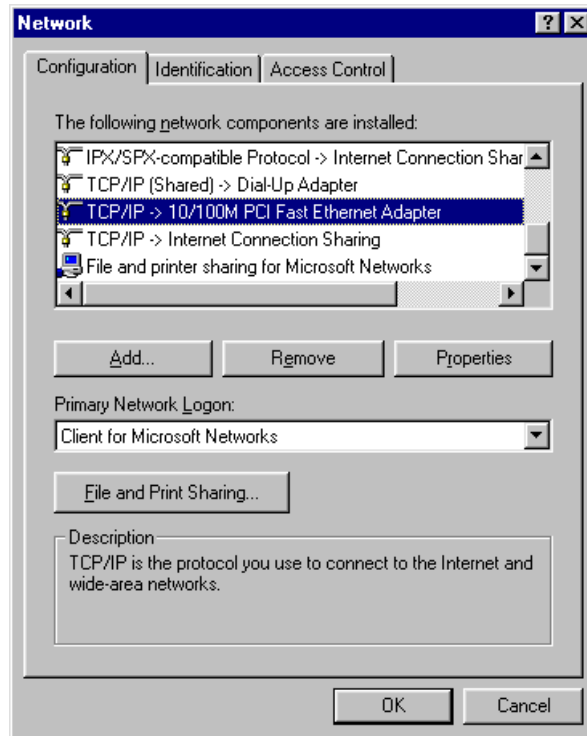 Network
Configuration Identification Access Control
The following network components are installed:
IPX/SPX-compatible Protocol -> Internet Connection Shar
TCP/IP (Shared) -> Dial-Up Adapter
TCP/IP -> 10/100M PCI Fast Ethernet Adapter
TCP/IP -> Internet Connection Sharing
File and printer sharing for Microsoft Networks
Add... Remove Properties
Primary Network Logon:
Client for Microsoft Networks
File and Print Sharing...
Description
TCP/IP is the protocol you use to connect to the Internet and
wide-area networks.
OK Cancel